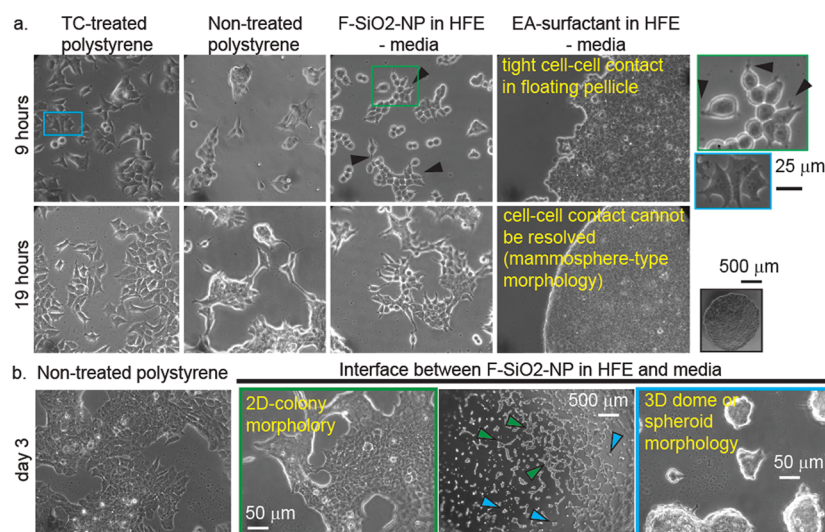 a.
TC-treated
polystyrene
Non-treated
polystyrene
F-SiO2-NP in HFE
- media
EA-surfactant in HFE
- media
9 hours
tight cell-cell contact
in floating pellicle
25 μm
19 hours
cell-cell contact cannot
be resolved
(mammosphere-type
morphology)
500 μm
b.
Non-treated polystyrene
Interface between F-SiO2-NP in HFE and media
day 3
2D-colony
morpholory
50 μm
500 μm
3D dome or
spheroid
morphology
50 μm